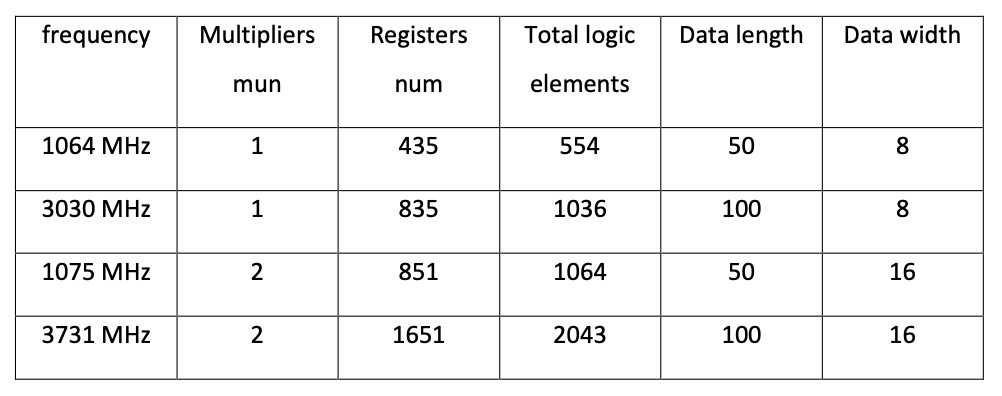 frequency Multipliers mun Registers num Total logic elements Data length Data width
1064 MHz 1 435 554 50 8
3030 MHz 1 835 1036 100 8
1075 MHz 2 851 1064 50 16
3731 MHz 2 1651 2043 100 16